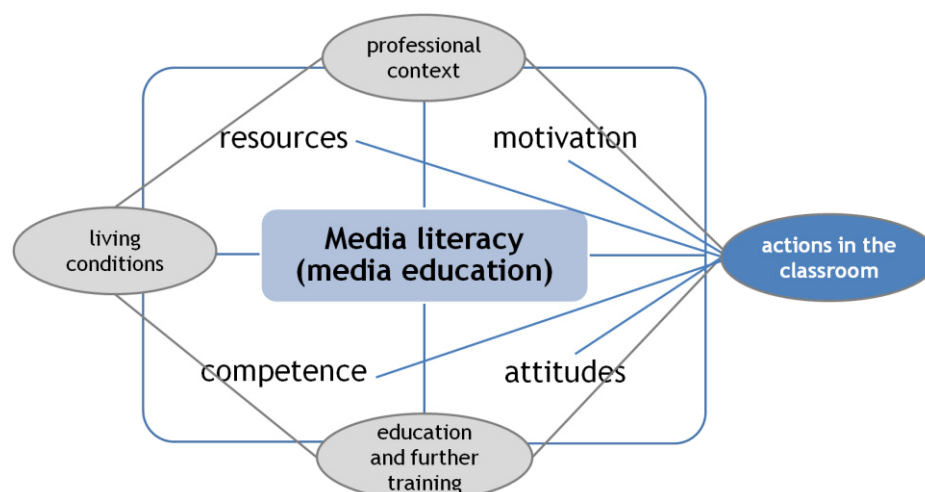 professional
context
resources
motivation
living
conditions
Media literacy
(media education)
actions in the
classroom
competence
attitudes
education
and further
training